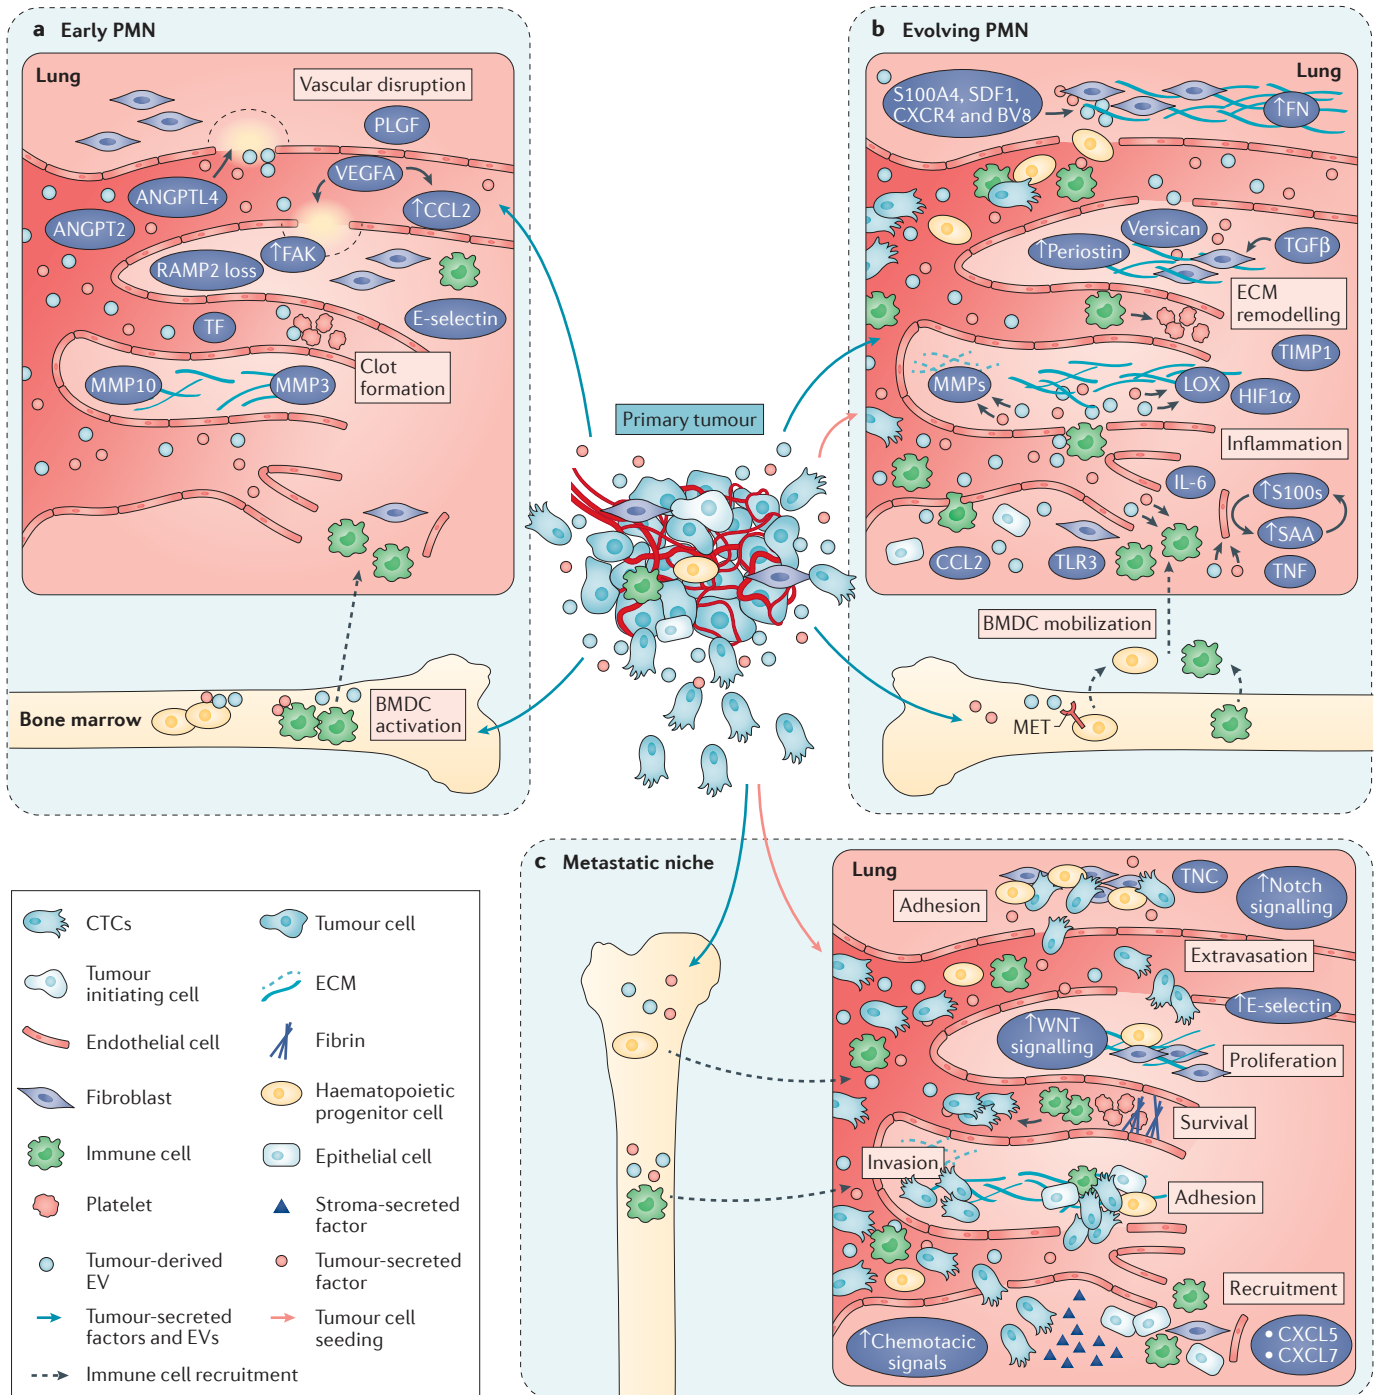 a Early PMN
Lung
Vascular disruption
PLGF
VEGFA
ANGPTL4
↑CCL2
ANGPT2
↑FAK
RAMP2 loss
E-selectin
TF
Clot
formation
MMP10
MMP3
Bone marrow
BMDC
activation
Primary tumour
b Evolving PMN
Lung
S100A4, SDF1,
CXCR4 and BV8
↑FN
Versican
↑Periostin
TGFβ
ECM
remodelling
TIMP1
MMPs
LOX
HIF1α
Inflammation
IL-6
↑S100s
↑SAA
CCL2
TLR3
TNF
BMDC mobilization
MET
c Metastatic niche
Lung
TNC
↑Notch
signalling
Adhesion
Extravasation
↑E-selectin
↑WNT
signalling
Proliferation
Survival
Invasion
Adhesion
Recruitment
↑Chemotacic
signals
• CXCL5
• CXCL7
CTCs
Tumour cell
Tumour
initiating cell
ECM
Endothelial cell
Fibrin
Fibroblast
Haematopoietic
progenitor cell
Immune cell
Epithelial cell
Platelet
Stroma-secreted
factor
Tumour-derived
EV
Tumour-secreted
factor
Tumour-secreted
factors and EVs
Tumour cell
seeding
Immune cell recruitment